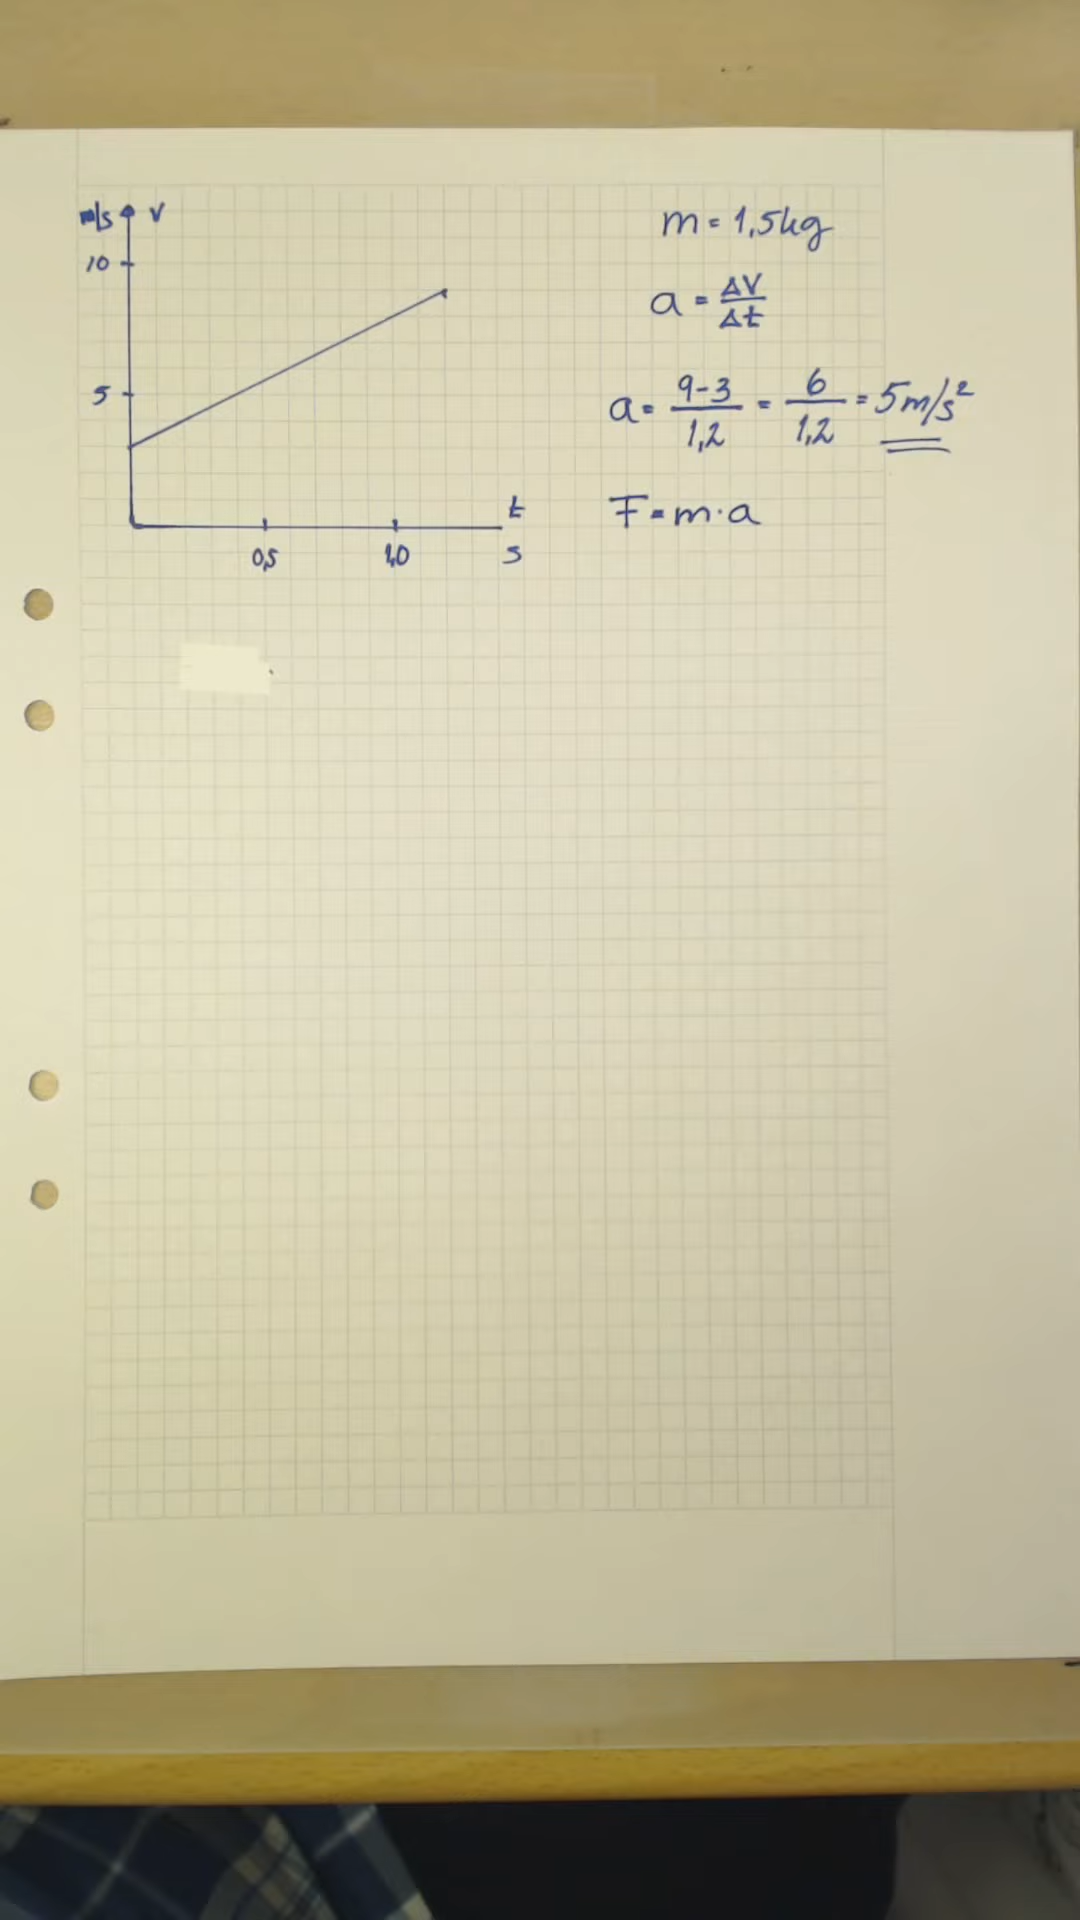 m/s v
10
5
0,5 1,0
t
s
m = 1,5kg
a = Δv/Δt
a = 9-3/1,2 = 6/1,2 = 5m/s²
F = m·a